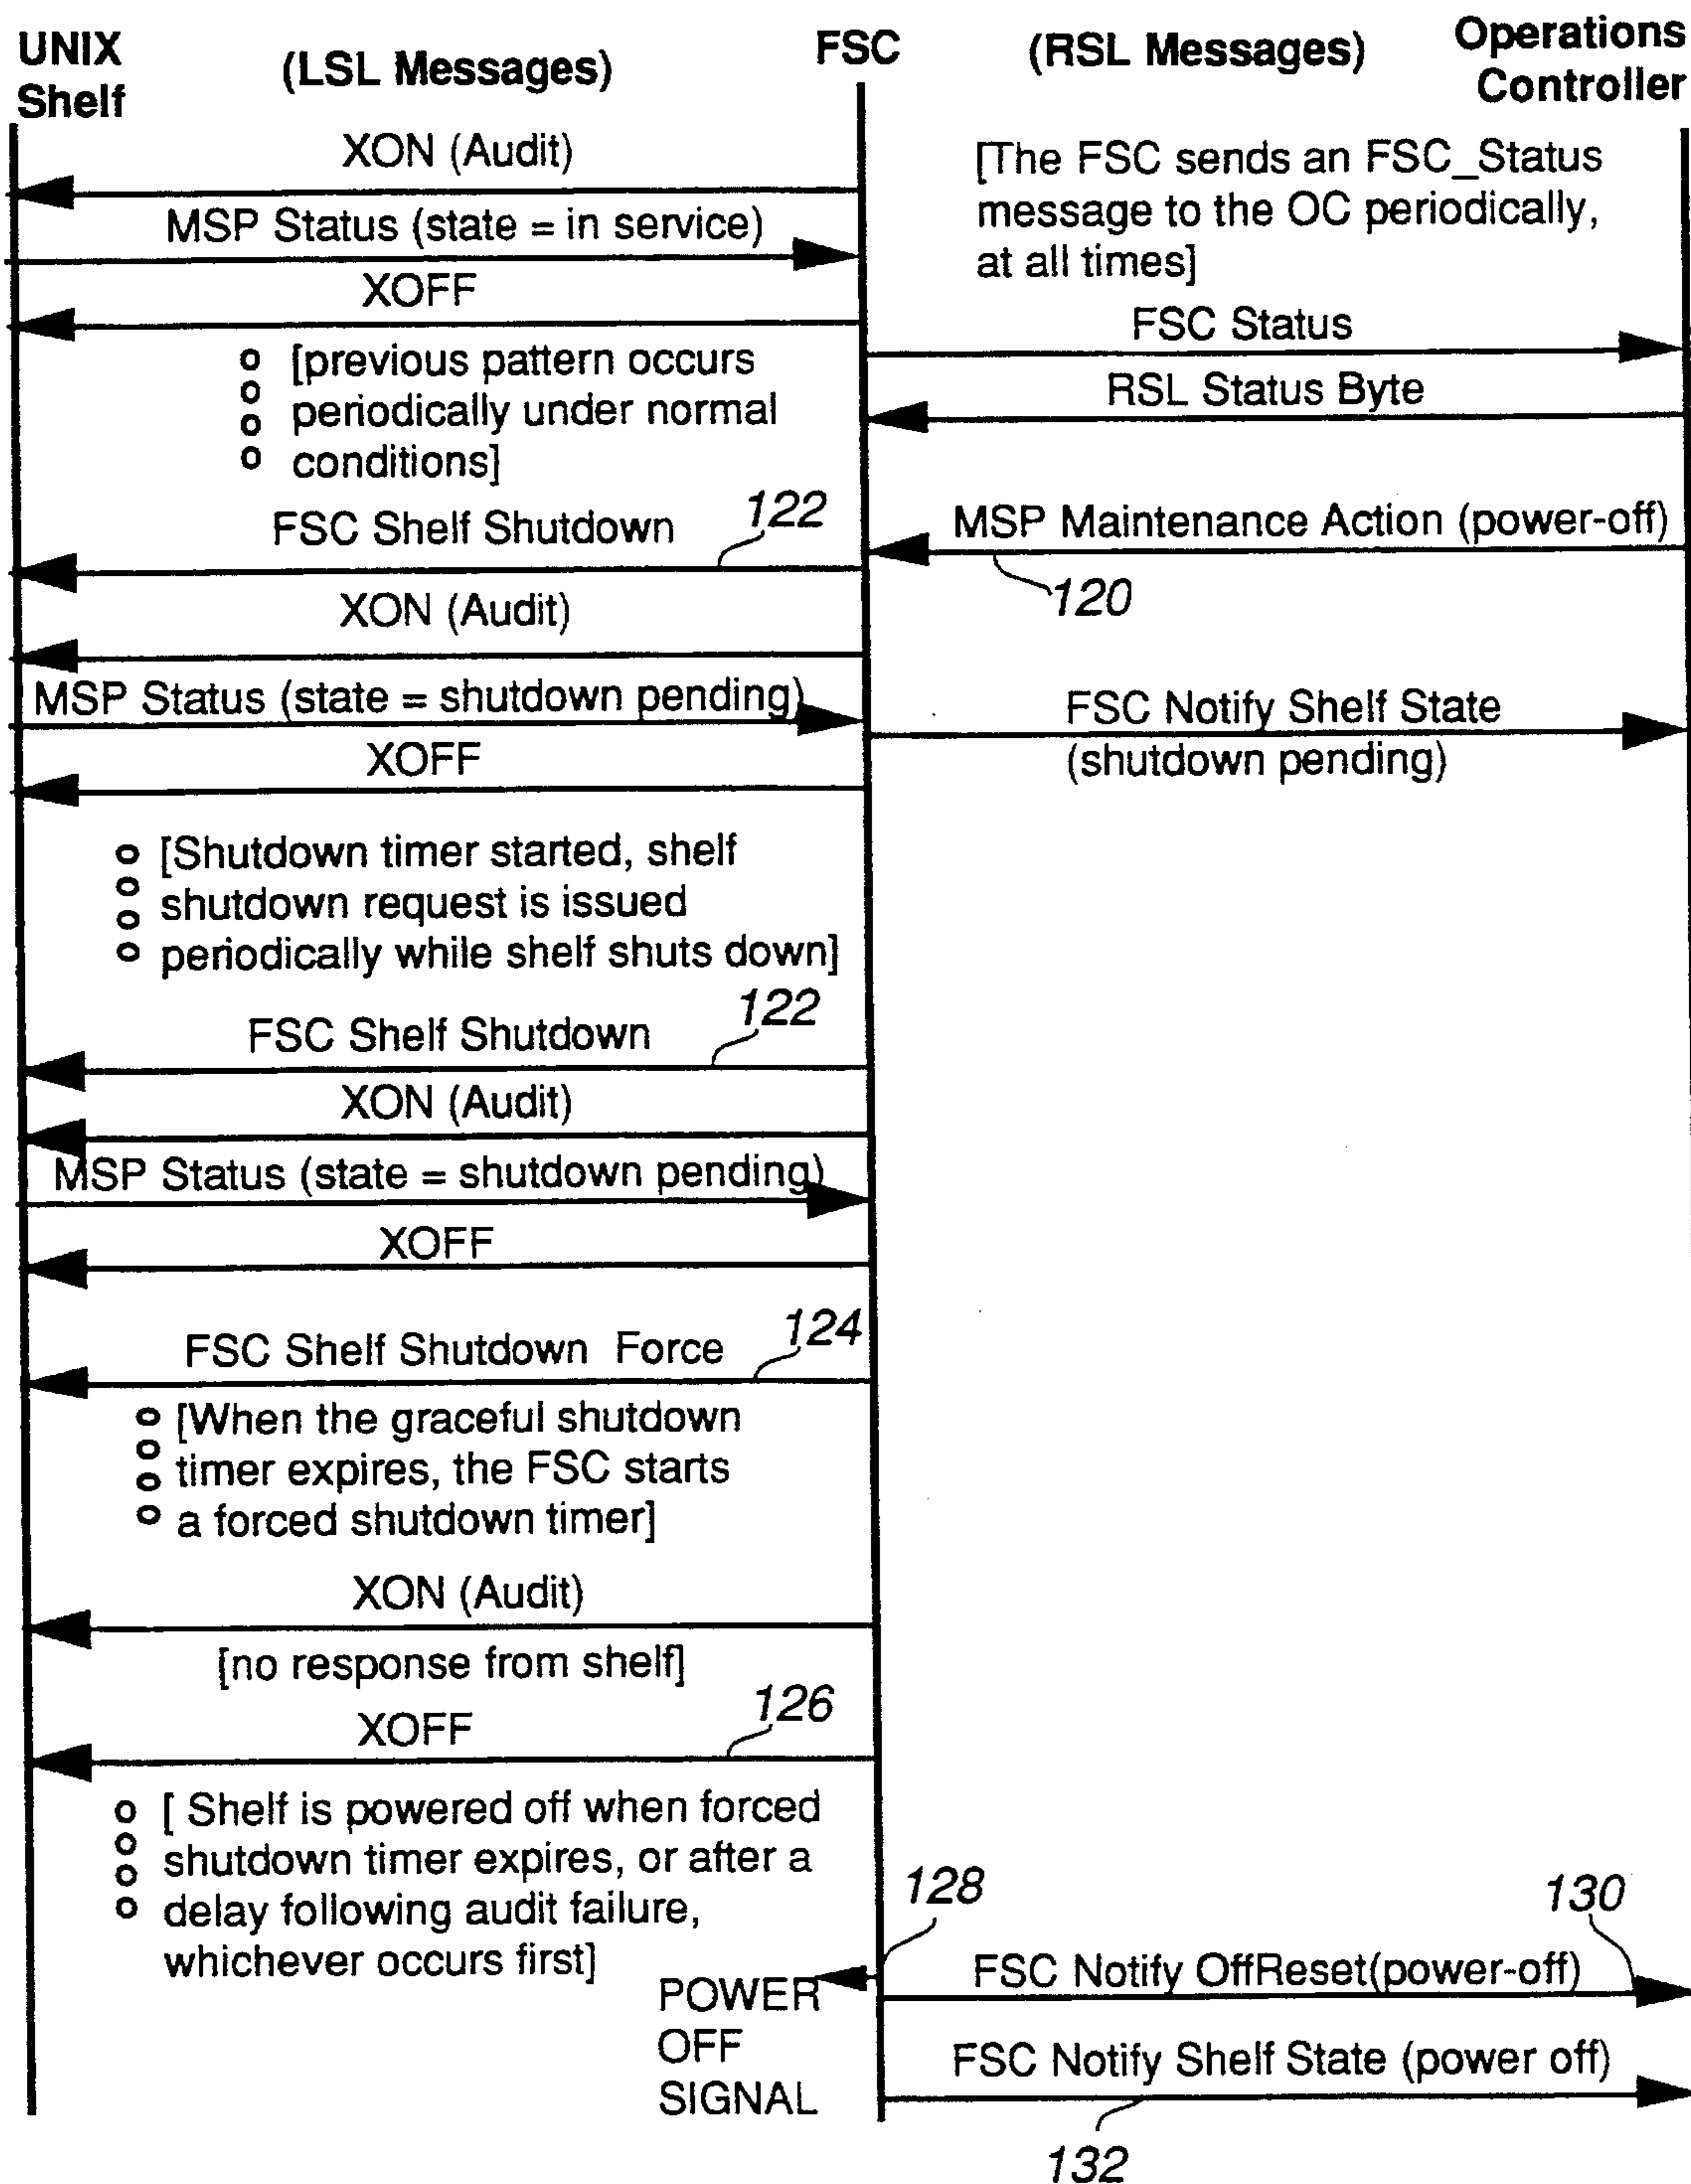 UNIX
Shelf
(LSL Messages)
FSC
(RSL Messages)
Operations
Controller
XON (Audit)
[The FSC sends an FSC_Status
message to the OC periodically,
at all times]
MSP Status (state = in service)
XOFF
FSC Status
[previous pattern occurs
periodically under normal
conditions]
RSL Status Byte
FSC Shelf Shutdown
122
MSP Maintenance Action (power-off)
120
XON (Audit)
MSP Status (state = shutdown pending)
FSC Notify Shelf State
(shutdown pending)
XOFF
[Shutdown timer started, shelf
shutdown request is issued
periodically while shelf shuts down]
122
FSC Shelf Shutdown
XON (Audit)
MSP Status (state = shutdown pending)
XOFF
124
FSC Shelf Shutdown Force
[When the graceful shutdown
timer expires, the FSC starts
a forced shutdown timer]
XON (Audit)
[no response from shelf]
126
XOFF
[ Shelf is powered off when forced
shutdown timer expires, or after a
delay following audit failure,
whichever occurs first]
128
130
POWER
OFF
SIGNAL
FSC Notify OffReset(power-off)
FSC Notify Shelf State (power off)
132